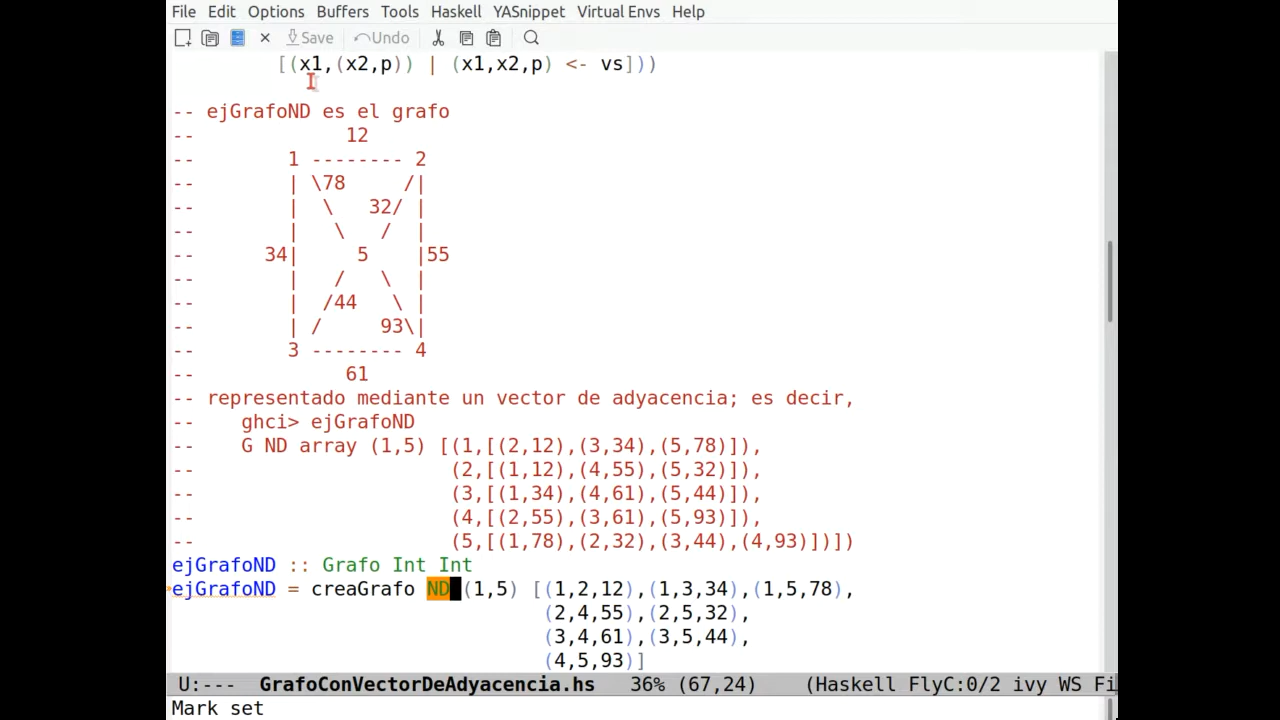 File Edit Options Buffers Tools Haskell YASnippet Virtual Envs Help
Save Undo
[(x1,(x2,p)) | (x1,x2,p) <- vs]))
-- ejGrafoND es el grafo
--             12
--        1 -------- 2
--        | \78     /|
--        |  \   32/ |
--        |   \   /  |
--      34|     5    |55
--        |   /   \  |
--        |  /44   \ |
--        | /     93\|
--        3 -------- 4
--             61
-- representado mediante un vector de adyacencia; es decir,
--    ghci> ejGrafoND
--    G ND array (1,5) [(1,[(2,12),(3,34),(5,78)]),
--                      (2,[(1,12),(4,55),(5,32)]),
--                      (3,[(1,34),(4,61),(5,44)]),
--                      (4,[(2,55),(3,61),(5,93)]),
--                      (5,[(1,78),(2,32),(3,44),(4,93)])])
ejGrafoND :: Grafo Int Int
ejGrafoND = creaGrafo ND (1,5) [(1,2,12),(1,3,34),(1,5,78),
                                (2,4,55),(2,5,32),
                                (3,4,61),(3,5,44),
                                (4,5,93)]
U:--- GrafoConVectorDeAdyacencia.hs 36% (67,24) (Haskell FlyC:0/2 ivy WS Fi
Mark set